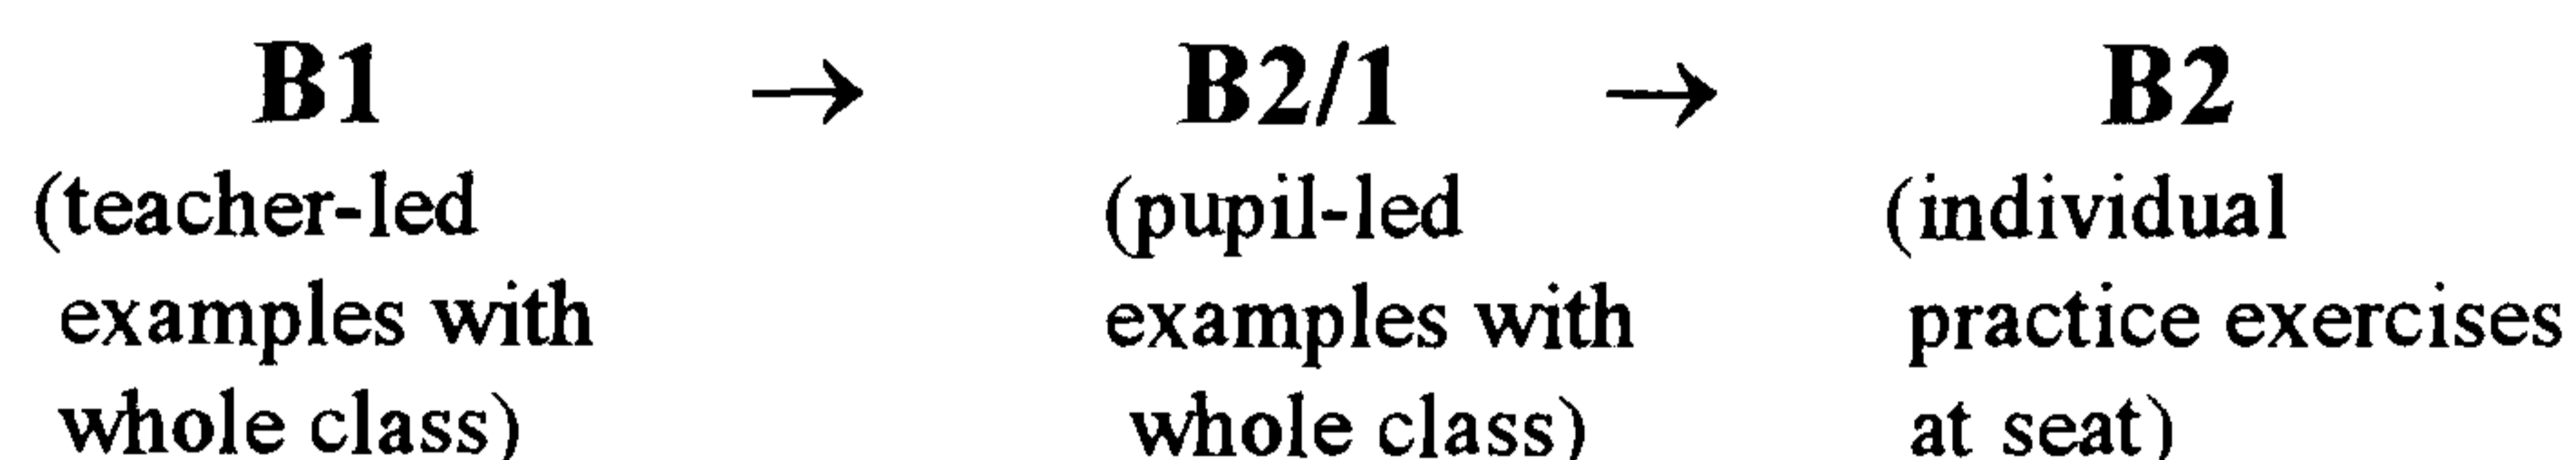 B1 → B2/1 → B2
(teacher-led (pupil-led (individual
examples with examples with practice exercises
whole class) whole class) at seat)